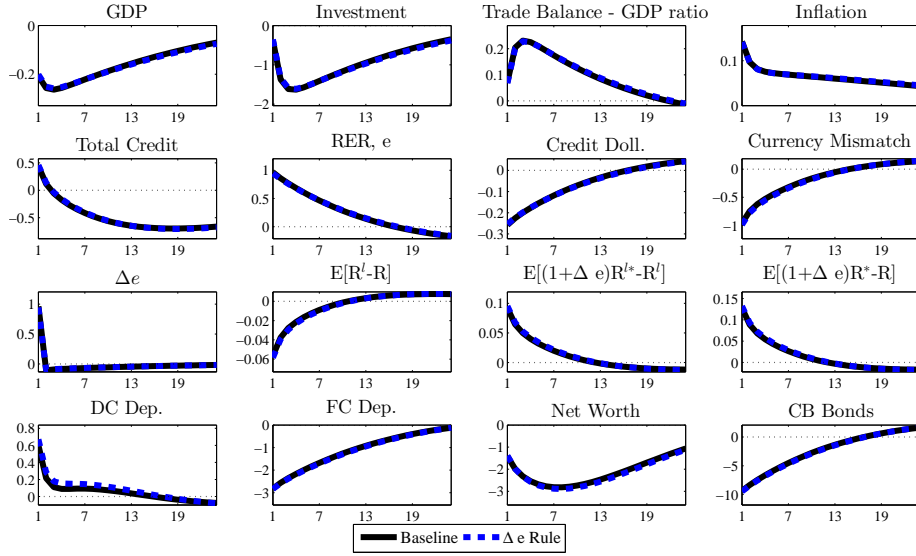 GDP Investment Trade Balance - GDP ratio Inflation
−0.2
1 7 13 19
0
−1
−2
1 7 13 19
0.2
0.1
0
1 7 13 19
0.1
0
1 7 13 19
Total Credit RER, e Credit Doll. Currency Mismatch
0.5
0
−0.5
1 7 13 19
1
0.5
0
1 7 13 19
0
−0.1
−0.2
−0.3
1 7 13 19
0
−0.5
−1
1 7 13 19
Δe E[R^l-R] E[(1+Δ e)R^l*-R^l] E[(1+Δ e)R*-R]
1
0.5
0
1 7 13 19
0
−0.02
−0.04
−0.06
1 7 13 19
0.1
0.05
0
1 7 13 19
0.15
0.1
0.05
0
1 7 13 19
DC Dep. FC Dep. Net Worth CB Bonds
0.8
0.6
0.4
0.2
0
1 7 13 19
0
−1
−2
−3
1 7 13 19
0
−1
−2
−3
1 7 13 19
0
−5
−10
1 7 13 19
Baseline Δ e Rule